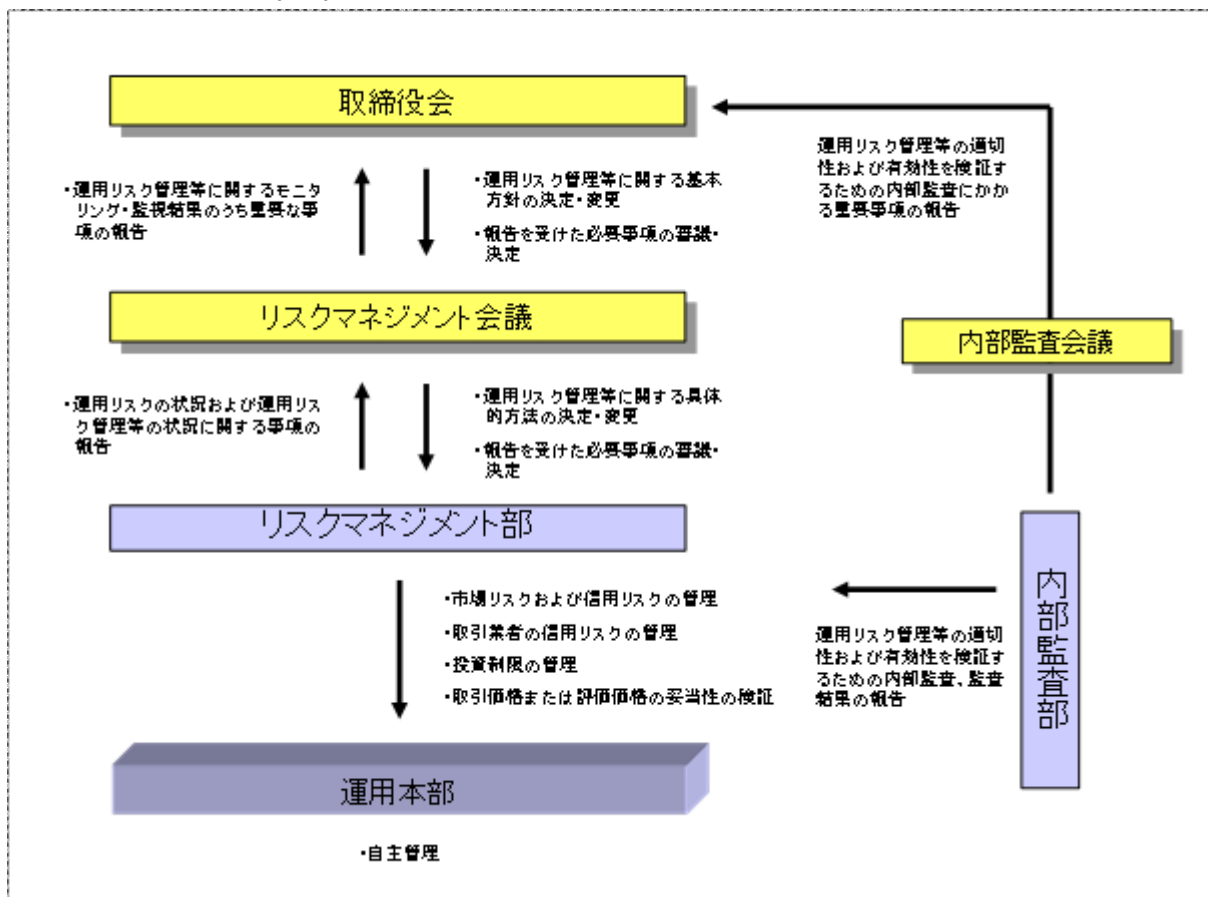 取締役会
・運用リスク管理等に関するモニタ
リング・監視結果のうち重要な事
項の報告
・運用リスク管理等に関する基本
方針の決定・変更
・報告を受けた必要事項の審議・
決定
運用リスク管理等の適切
性および有効性を検証す
るための内部監査にかか
る重要事項の報告
リスクマネジメント会議
内部監査会議
・運用リスクの状況および運用リス
ク管理等の状況に関する事項の
報告
・運用リスク管理等に関する具体
的方法の決定・変更
・報告を受けた必要事項の審議・
決定
リスクマネジメント部
・市場リスクおよび信用リスクの管理
・取引業者の信用リスクの管理
・投資制限の管理
・取引価格または評価価格の妥当性の検証
運用リスク管理等の適切
性および有効性を検証す
るための内部監査、監査
結果の報告
内部監査部
運用本部
・自主管理